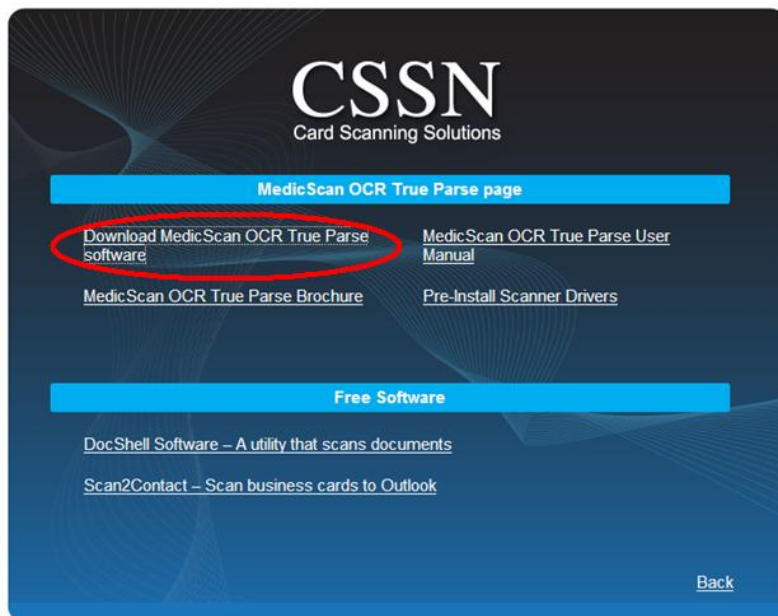 CSSN
Card Scanning Solutions
MedicScan OCR True Parse page
Download MedicScan OCR True Parse
software
MedicScan OCR True Parse User
Manual
MedicScan OCR True Parse Brochure
Pre-Install Scanner Drivers
Free Software
DocShell Software – A utility that scans documents
Scan2Contact – Scan business cards to Outlook
Back